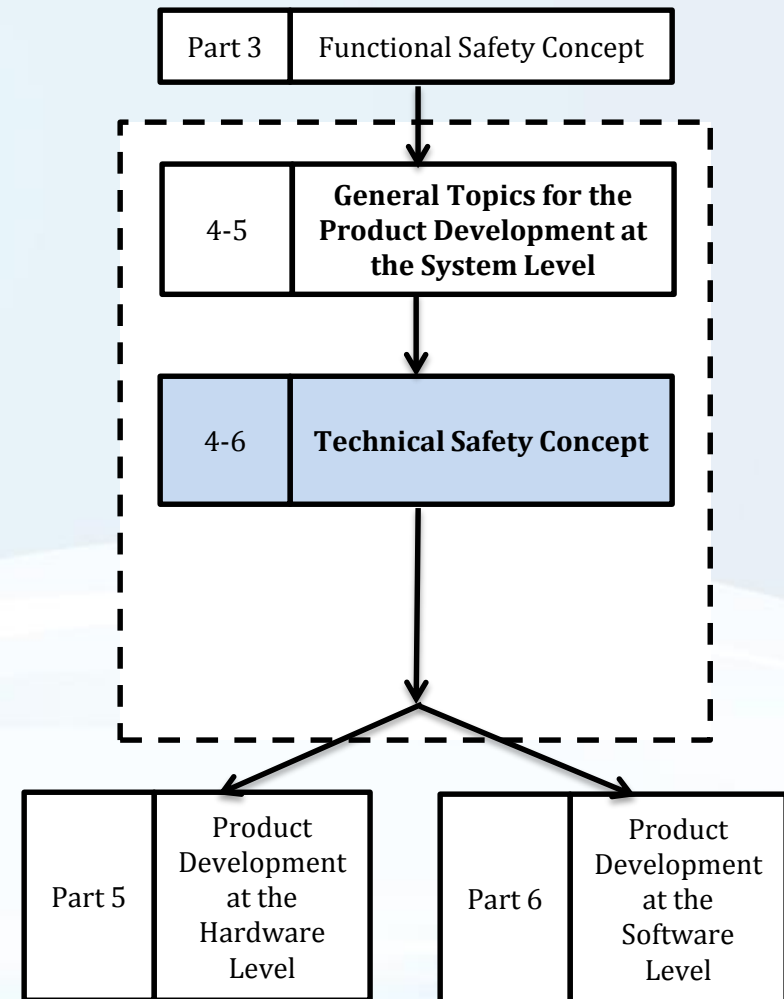 Part 3
Functional Safety Concept
4-5
General Topics for the
Product Development at
the System Level
4-6
Technical Safety Concept
Part 5
Product
Development
at the
Hardware
Level
Part 6
Product
Development
at the
Software
Level